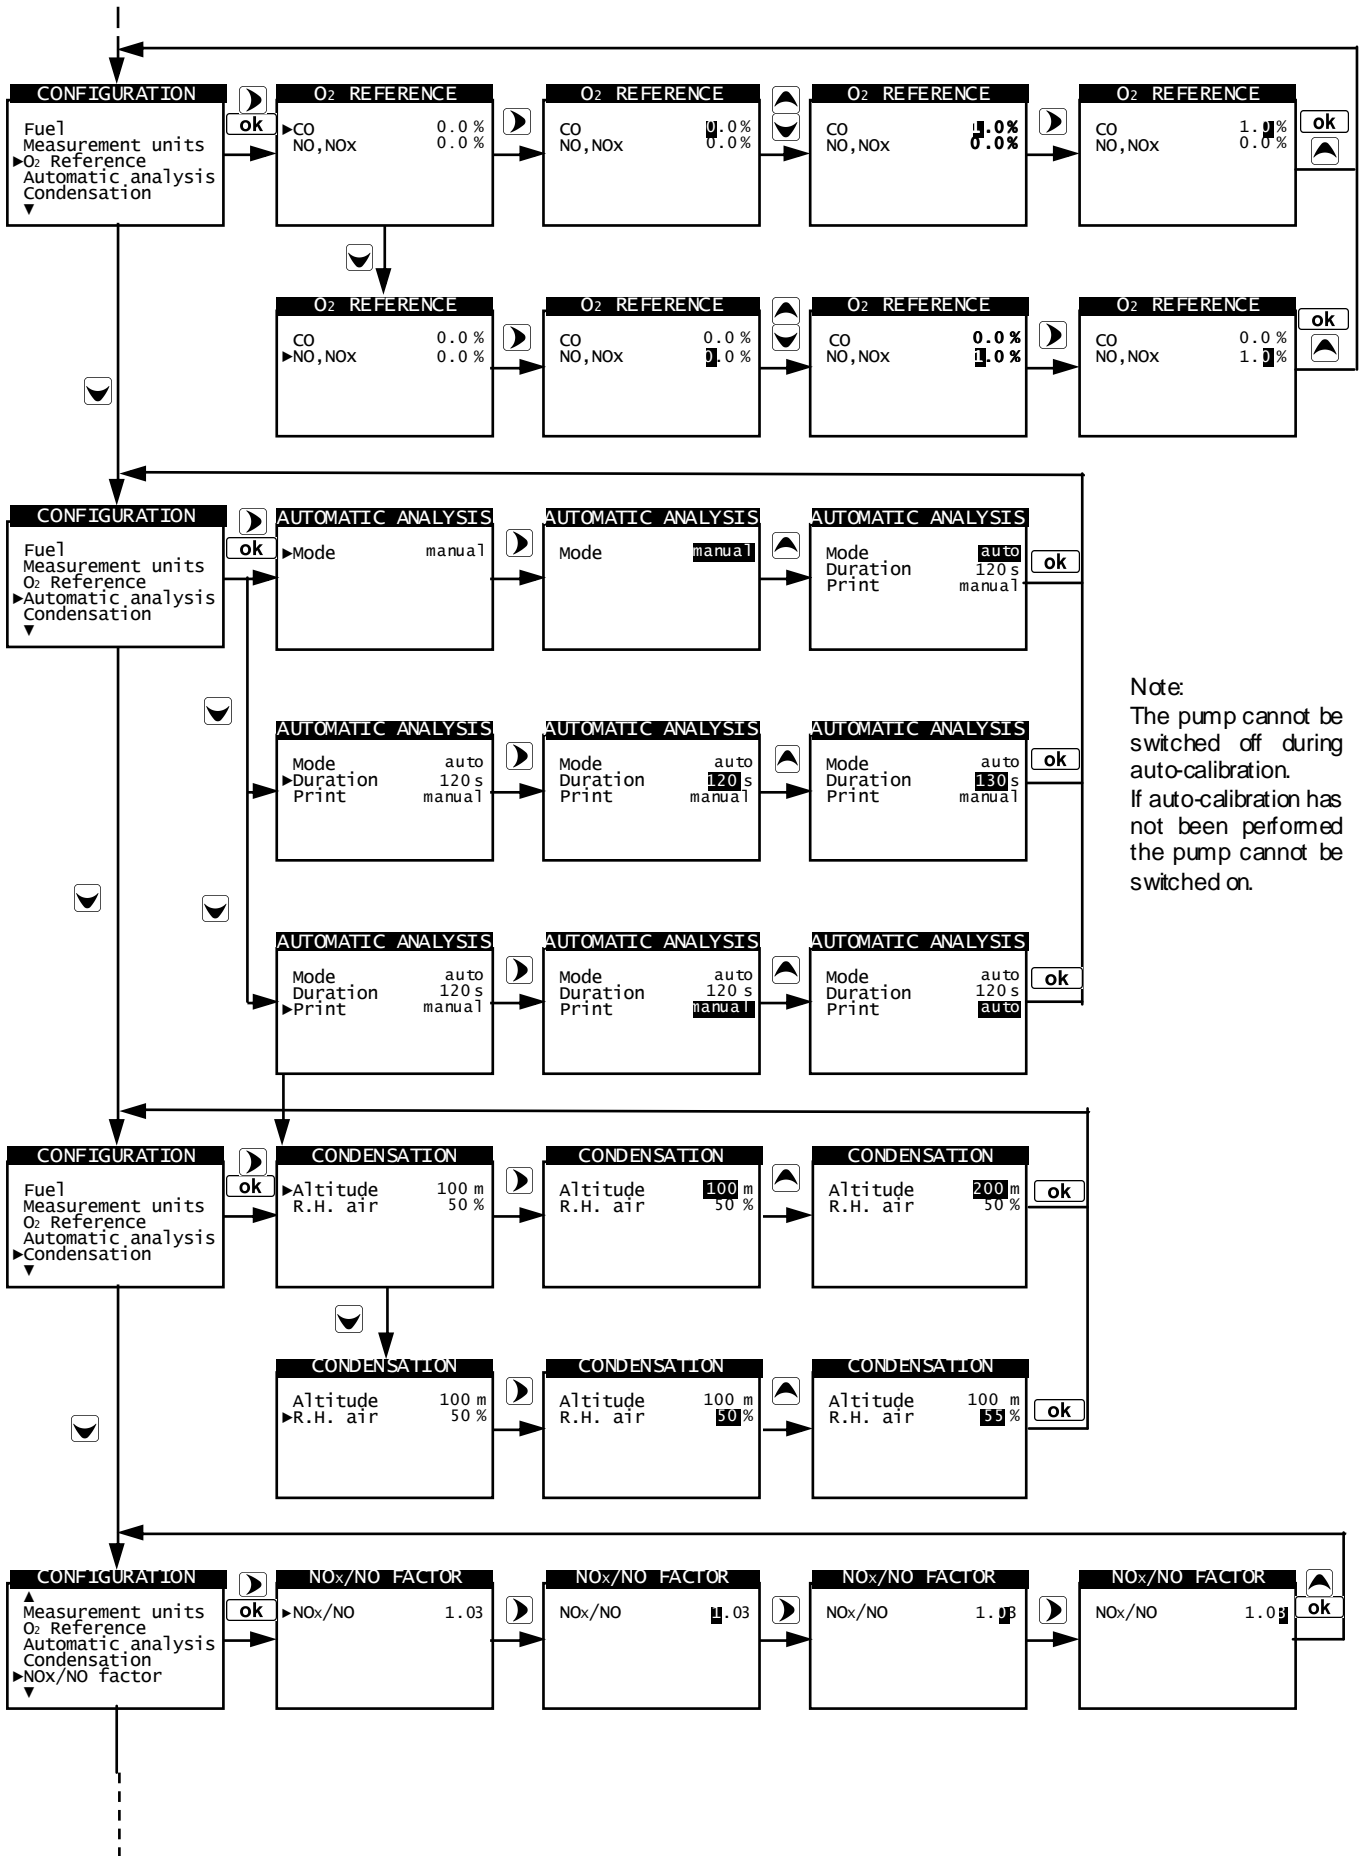 CONFIGURATION
Fuel
Measurement units
►O2 Reference
Automatic analysis
Condensation
▼
ok
O2 REFERENCE
►CO 0.0 %
NO,NOx 0.0 %
O2 REFERENCE
CO 0.0 %
NO,NOx 0.0 %
O2 REFERENCE
CO 1.0 %
NO,NOx 0.0 %
O2 REFERENCE
CO 1.0 %
NO,NOx 0.0 %
ok
O2 REFERENCE
CO 0.0 %
►NO,NOx 0.0 %
O2 REFERENCE
CO 0.0 %
NO,NOx 0.0 %
O2 REFERENCE
CO 0.0 %
NO,NOx 1.0 %
O2 REFERENCE
CO 0.0 %
NO,NOx 1.0 %
ok
CONFIGURATION
Fuel
Measurement units
O2 Reference
►Automatic analysis
Condensation
▼
ok
AUTOMATIC ANALYSIS
►Mode manual
AUTOMATIC ANALYSIS
Mode manual
AUTOMATIC ANALYSIS
Mode auto
Duration 120 s
Print manual
ok
AUTOMATIC ANALYSIS
Mode auto
►Duration 120 s
Print manual
AUTOMATIC ANALYSIS
Mode auto
Duration 120 s
Print manual
AUTOMATIC ANALYSIS
Mode auto
Duration 130 s
Print manual
ok
Note:
The pump cannot be
switched off during
auto-calibration.
If auto-calibration has
not been performed
the pump cannot be
switched on.
AUTOMATIC ANALYSIS
Mode auto
Duration 120 s
►Print manual
AUTOMATIC ANALYSIS
Mode auto
Duration 120 s
Print manual
AUTOMATIC ANALYSIS
Mode auto
Duration 120 s
Print auto
ok
CONFIGURATION
Fuel
Measurement units
O2 Reference
Automatic analysis
►Condensation
▼
ok
CONDENSATION
►Altitude 100 m
R.H. air 50 %
CONDENSATION
Altitude 100 m
R.H. air 50 %
CONDENSATION
Altitude 200 m
R.H. air 50 %
ok
CONDENSATION
Altitude 100 m
►R.H. air 50 %
CONDENSATION
Altitude 100 m
R.H. air 50 %
CONDENSATION
Altitude 100 m
R.H. air 55 %
ok
CONFIGURATION
▲
Measurement units
O2 Reference
Automatic analysis
Condensation
►NOx/NO factor
▼
ok
NOx/NO FACTOR
►NOx/NO 1.03
NOx/NO FACTOR
NOx/NO 1.03
NOx/NO FACTOR
NOx/NO 1.03
NOx/NO FACTOR
NOx/NO 1.03
ok